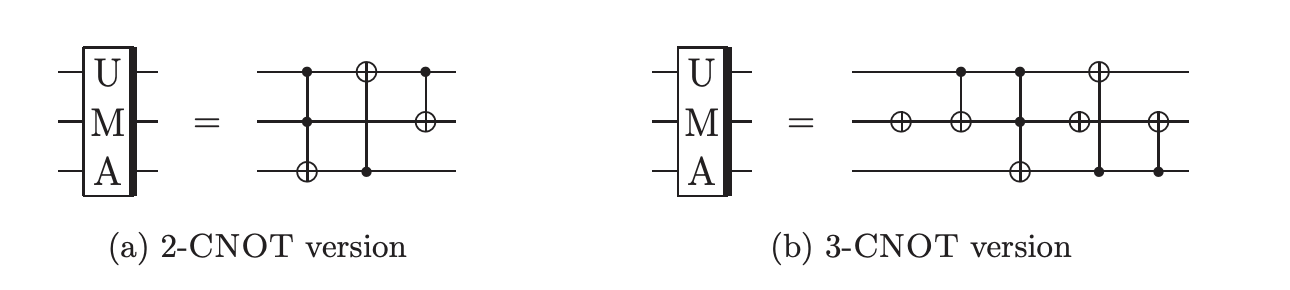 U
M
A
=
U
M
A
=
(a) 2-CNOT version
(b) 3-CNOT version